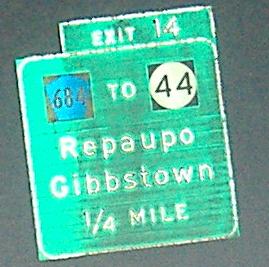 EXIT 14
684 TO 44
Repaupo
Gibbstown
1/4 MILE